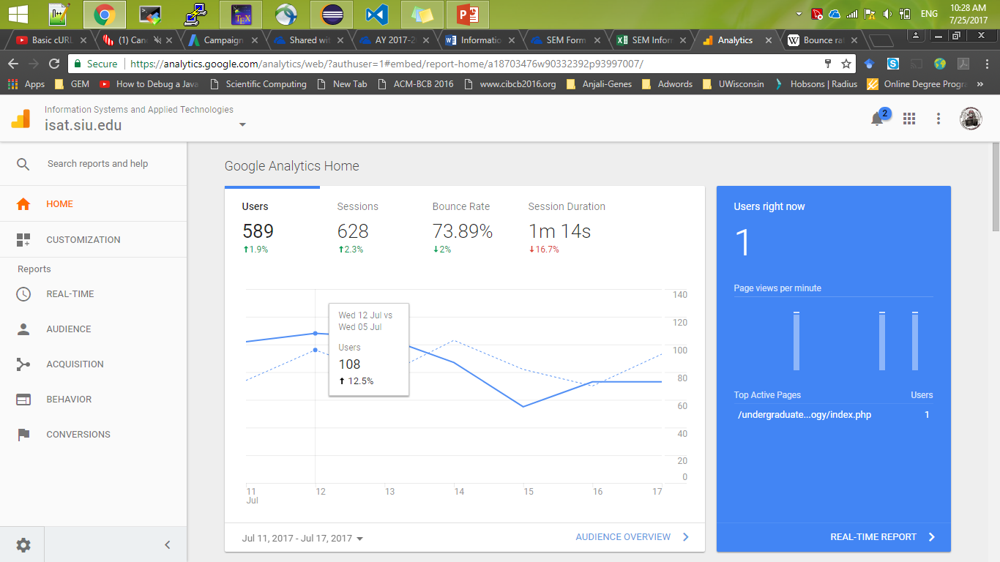 10:28 AM
ENG
7/25/2017
Basic cURL
(1) Can
Campaign
Shared wit
AY 2017-2
Informatio
SEM Form
SEM Infor
Analytics
Bounce ra
Secure
https://analytics.google.com/analytics/web/?authuser=1#embed/report-home/a18703476w90332392p93997007/
Apps
GEM
How to Debug a Java
Scientific Computing
New Tab
ACM-BCB 2016
www.cibcb2016.org
Anjali-Genes
Adwords
UWisconsin
Hobsons | Radius
Online Degree Progra
Information Systems and Applied Technologies
isat.siu.edu
2
Search reports and help
HOME
CUSTOMIZATION
Reports
REAL-TIME
AUDIENCE
ACQUISITION
BEHAVIOR
CONVERSIONS
Google Analytics Home
Users
589
1.9%
Sessions
628
2.3%
Bounce Rate
73.89%
2%
Session Duration
1m 14s
16.7%
140
120
100
80
60
40
20
0
Wed 12 Jul vs
Wed 05 Jul
Users
108
12.5%
11
Jul
12
13
14
15
16
17
Jul 11, 2017 - Jul 17, 2017
AUDIENCE OVERVIEW
Users right now
1
Page views per minute
Top Active Pages
Users
/undergraduate...ogy/index.php
1
REAL-TIME REPORT